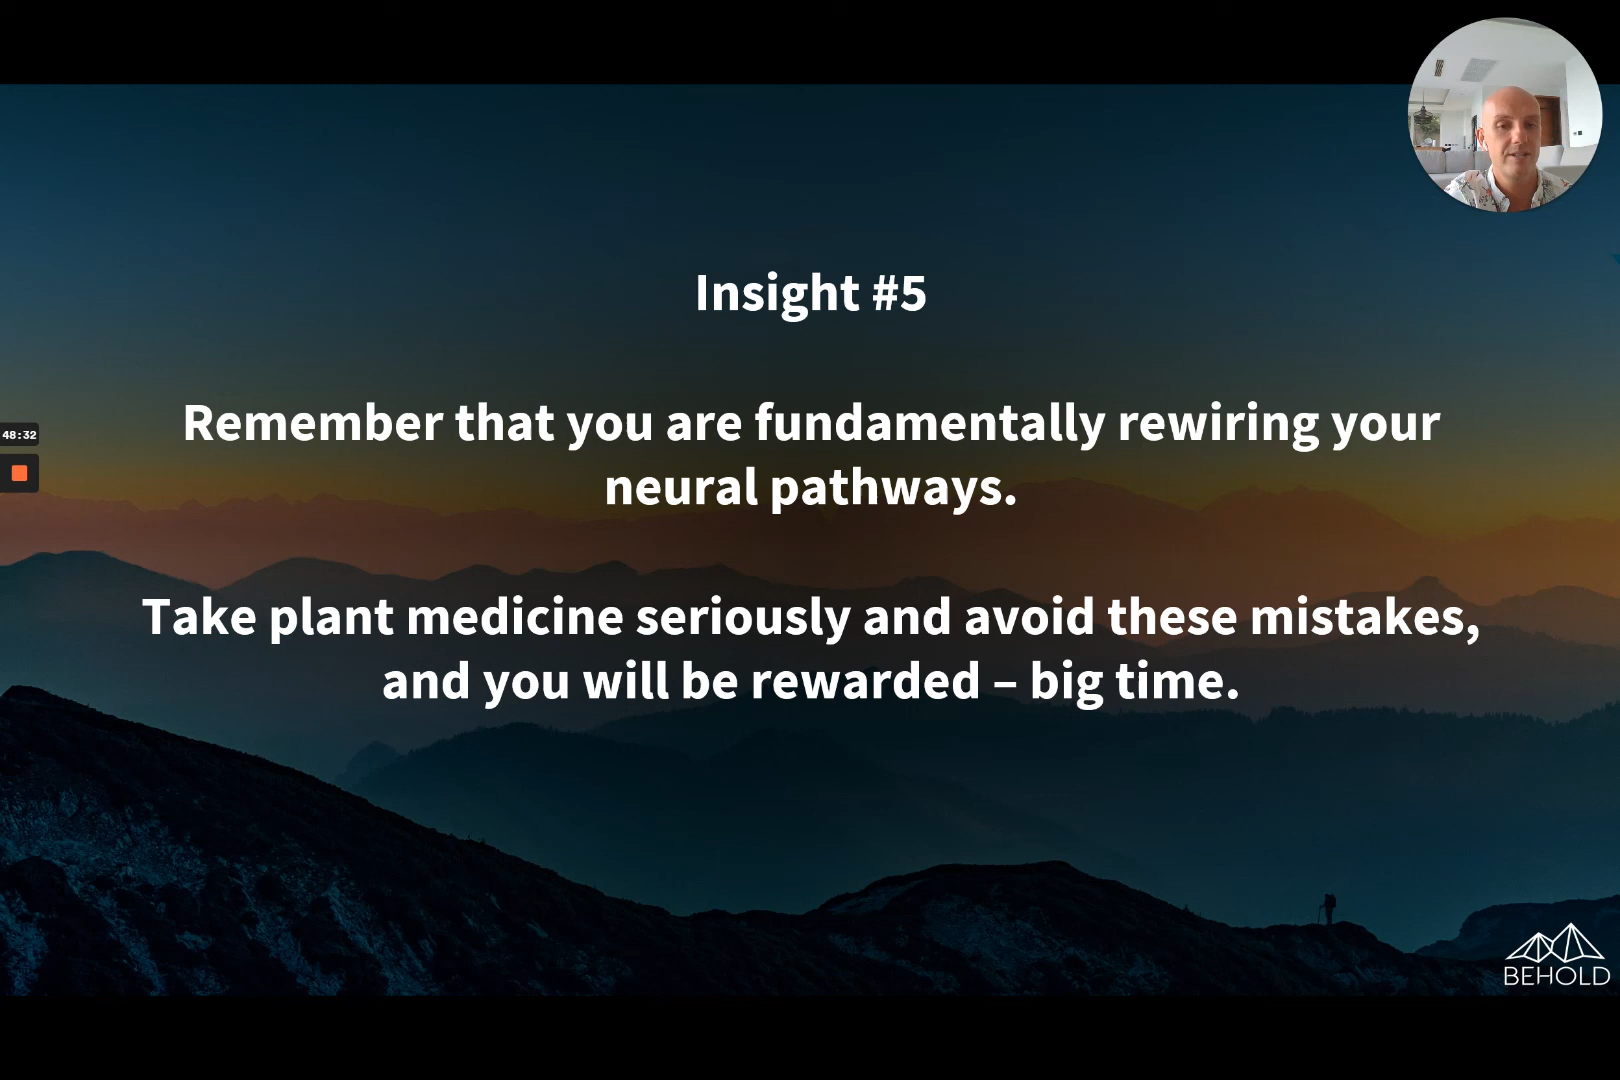 Insight #5
Remember that you are fundamentally rewiring your
neural pathways.
48:32
Take plant medicine seriously and avoid these mistakes,
and you will be rewarded – big time.
BEHOLD